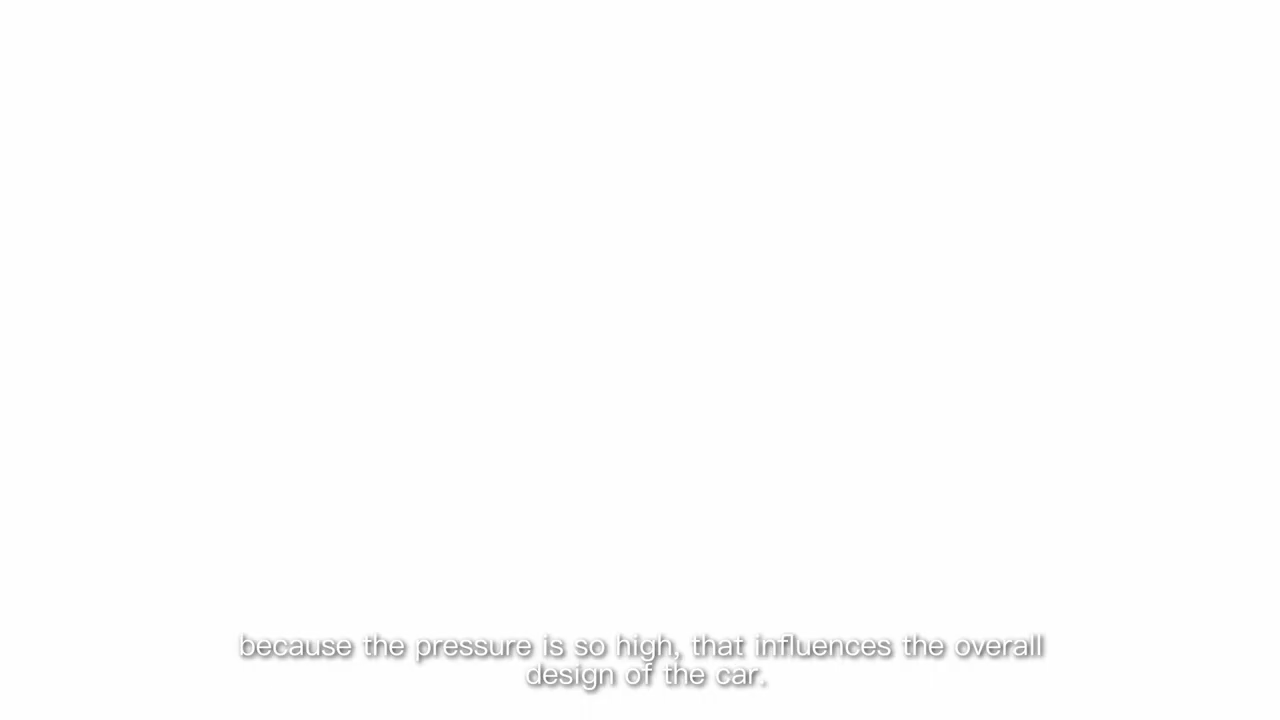 because the pressure is so high, that influences the overall
design of the car.